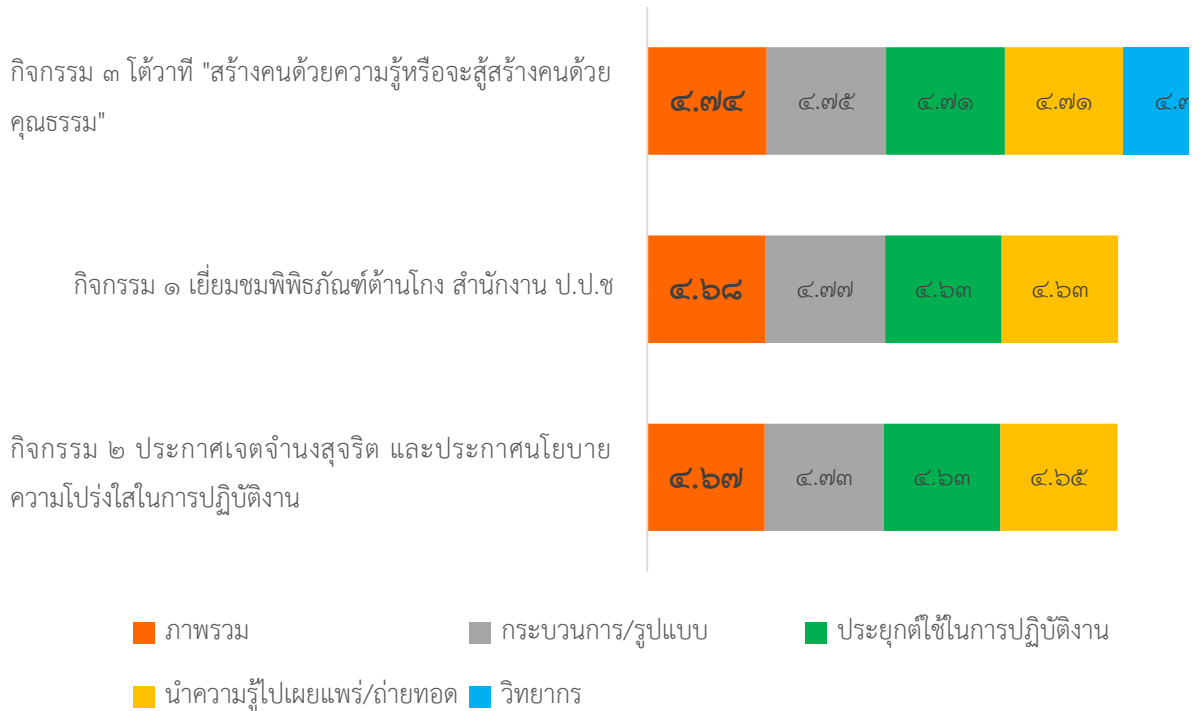 กิจกรรม ๓ โต้วาที "สร้างคนด้วยความรู้หรือจะสู้สร้างคนด้วย
คุณธรรม"
๔.๗๔ ๔.๗๕ ๔.๗๑ ๔.๗๑
กิจกรรม ๑ เยี่ยมชมพิพิธภัณฑ์ต้านโกง สำนักงาน ป.ป.ช
๔.๖๘ ๔.๗๗ ๔.๖๓ ๔.๖๓
กิจกรรม ๒ ประกาศเจตจำนงสุจริต และประกาศนโยบาย
ความโปร่งใสในการปฏิบัติงาน
๔.๖๗ ๔.๗๓ ๔.๖๓ ๔.๖๕
ภาพรวม กระบวนการ/รูปแบบ ประยุกต์ใช้ในการปฏิบัติงาน
นำความรู้ไปเผยแพร่/ถ่ายทอด วิทยากร